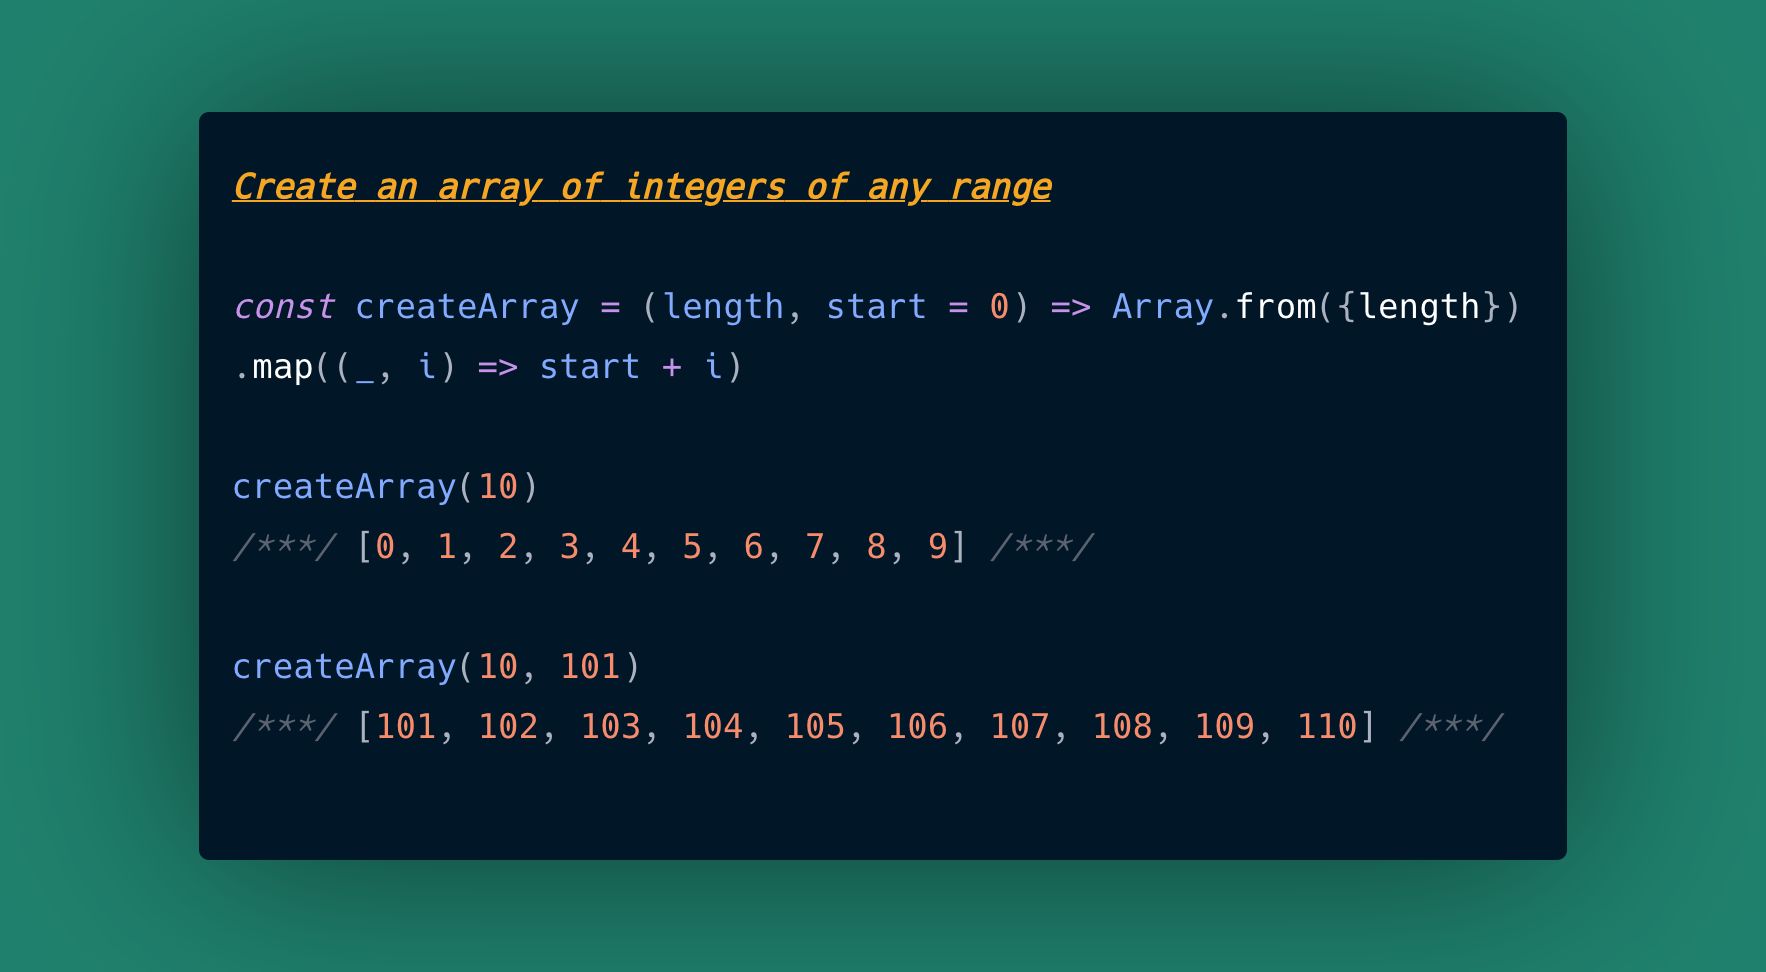 Create an array of integers of any range
const createArray = (length, start = 0) => Array.from({length})
.map((_, i) => start + i)
createArray(10)
/***/ [0, 1, 2, 3, 4, 5, 6, 7, 8, 9] /***/
createArray(10, 101)
/***/ [101, 102, 103, 104, 105, 106, 107, 108, 109, 110] /***/